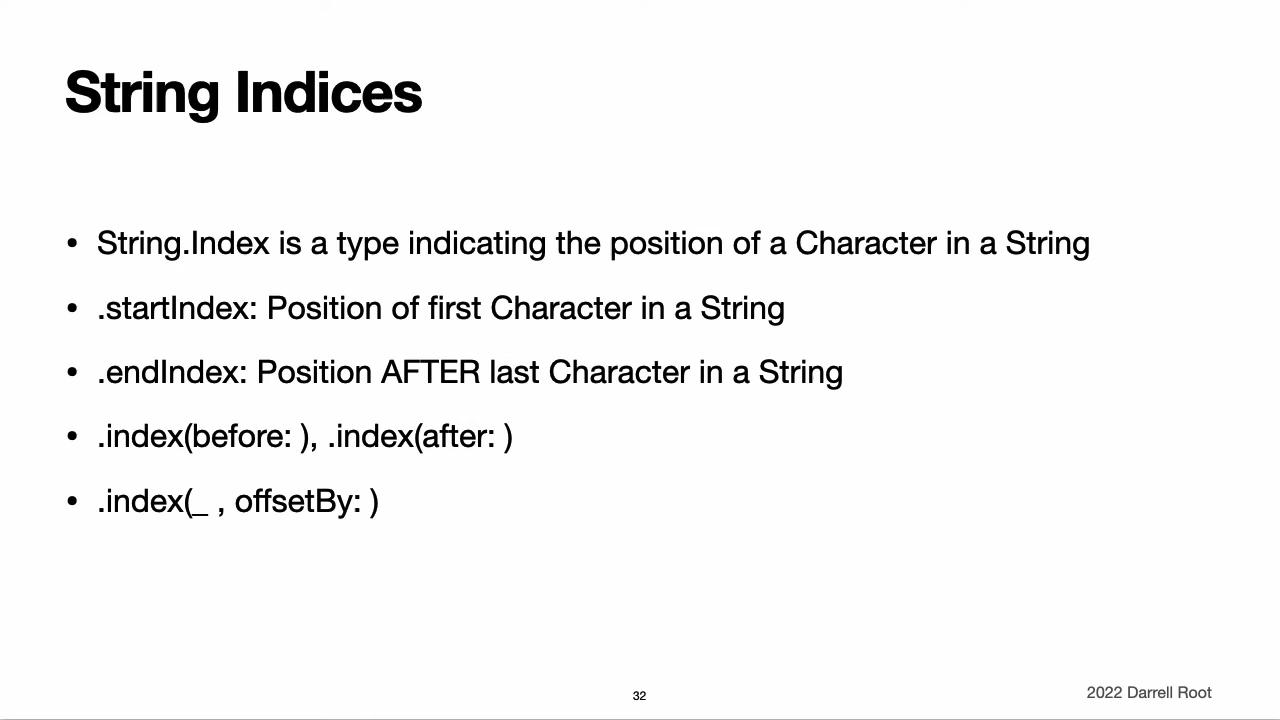 String Indices
• String.Index is a type indicating the position of a Character in a String
• .startIndex: Position of first Character in a String
• .endIndex: Position AFTER last Character in a String
• .index(before: ), .index(after: )
• .index(_ , offsetBy: )
32
2022 Darrell Root